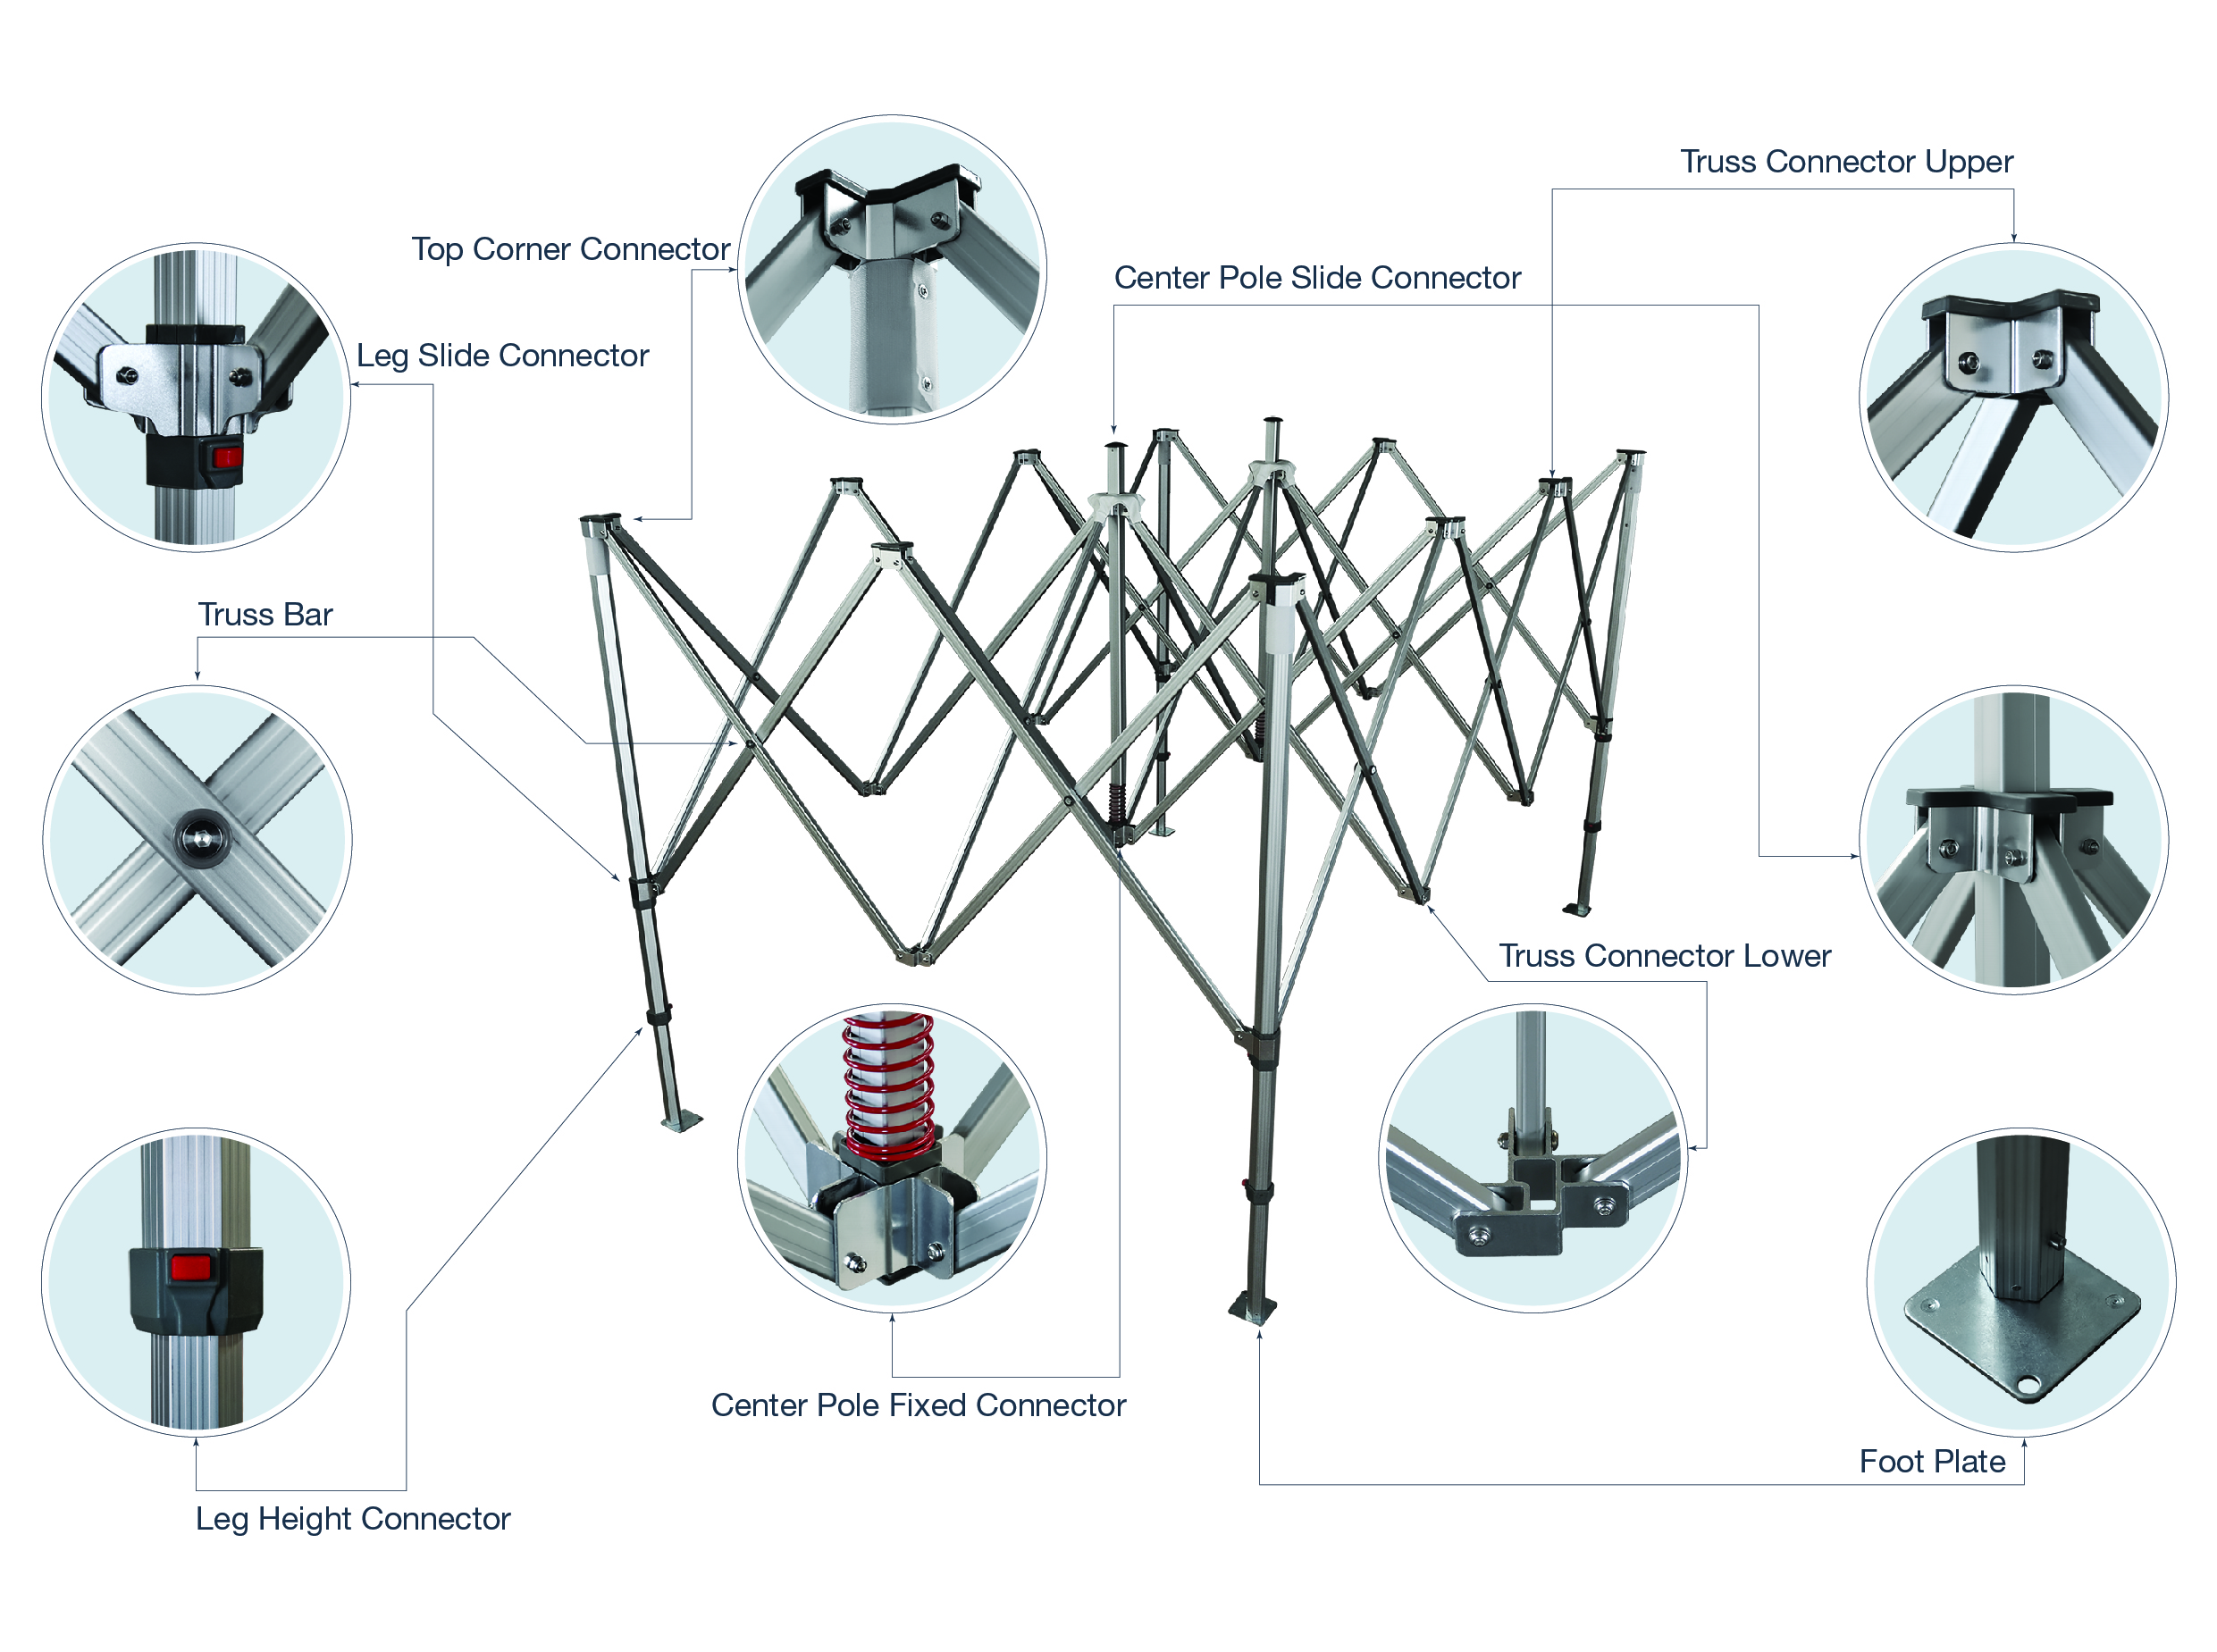 Truss Connector Upper
Top Corner Connector
Center Pole Slide Connector
Leg Slide Connector
Truss Bar
Truss Connector Lower
Center Pole Fixed Connector
Foot Plate
Leg Height Connector